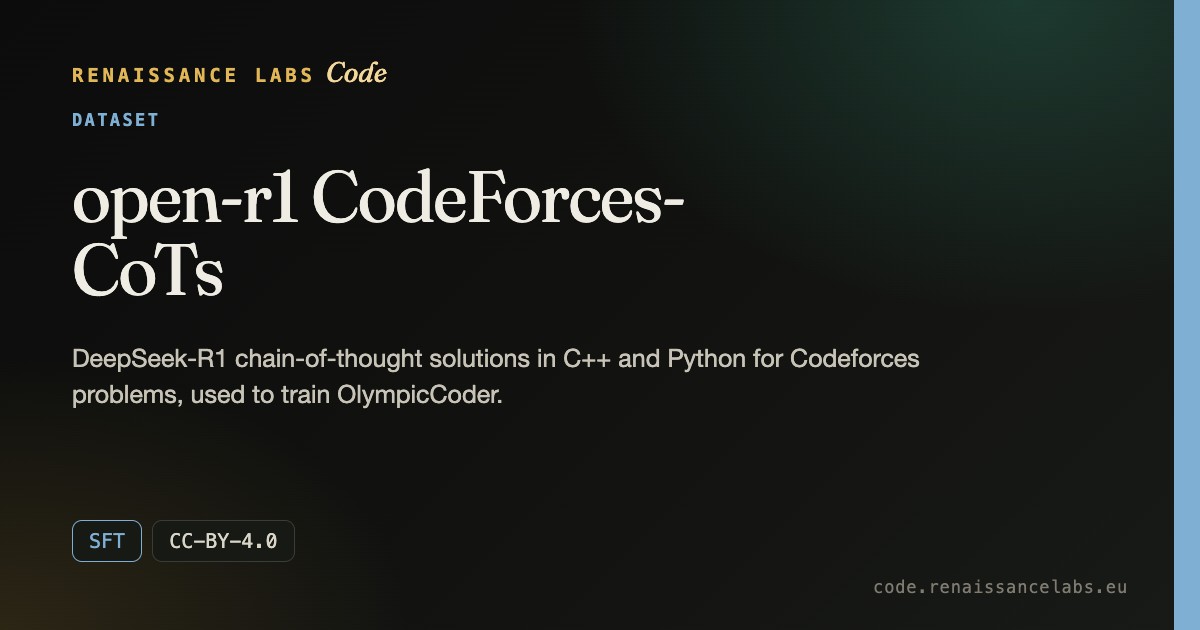 RENAISSANCE LABS Code
DATASET
open-r1 CodeForces-
CoTs
DeepSeek-R1 chain-of-thought solutions in C++ and Python for Codeforces
problems, used to train OlympicCoder.
SFT CC-BY-4.0
code.renaissancelabs.eu